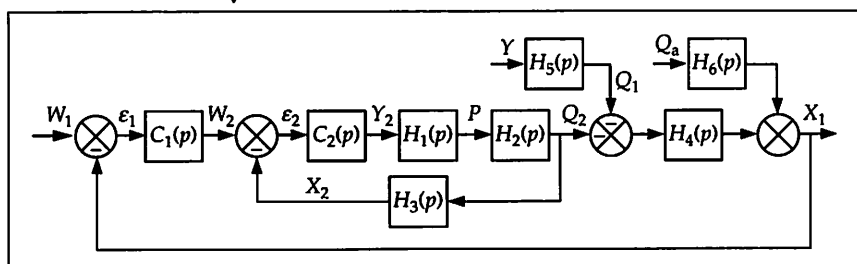 Y H₅(p) Qₐ H₆(p)
Q₁
W₁ ε₁ C₁(p) W₂ ε₂ C₂(p) Y₂ H₁(p) P H₂(p) Q₂ H₄(p) X₁
X₂ H₃(p)